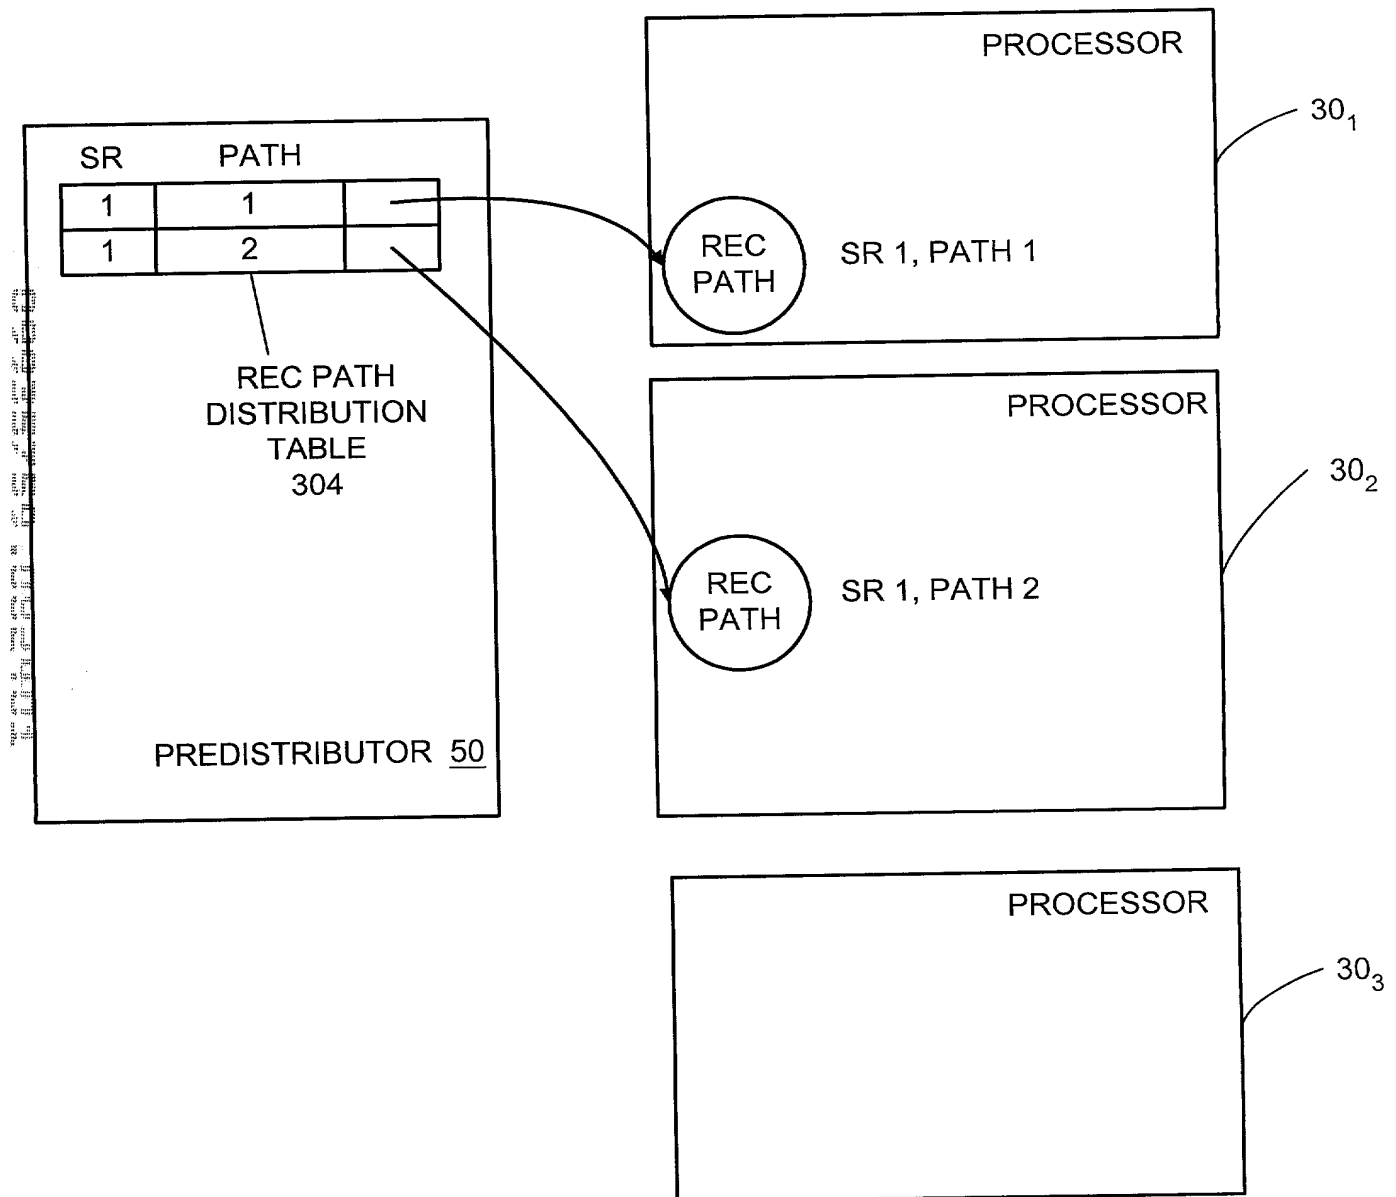 PROCESSOR
30₁
SR PATH
1 1
1 2
REC
PATH
SR 1, PATH 1
REC PATH
DISTRIBUTION
TABLE
304
PROCESSOR
30₂
REC
PATH
SR 1, PATH 2
PREDISTRIBUTOR 50
PROCESSOR
30₃